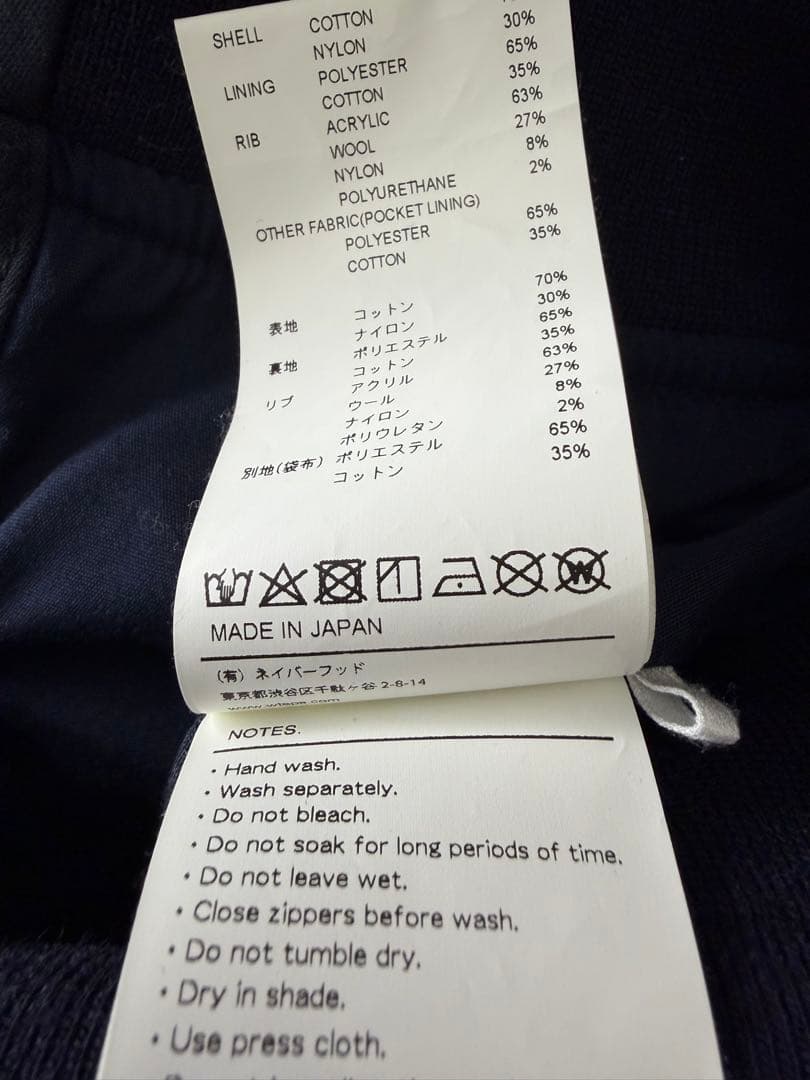 SHELL COTTON
NYLON 30%
LINING POLYESTER 65%
COTTON 35%
RIB ACRYLIC 63%
WOOL 27%
NYLON 8%
POLYURETHANE 2%
OTHER FABRIC(POCKET LINING)
POLYESTER 65%
COTTON 35%
表地 コットン 70%
ナイロン 30%
裏地 ポリエステル 65%
コットン 35%
リブ アクリル 63%
ウール 27%
ナイロン 8%
ポリウレタン 2%
別地(袋布) ポリエステル 65%
コットン 35%
W
MADE IN JAPAN
(有) ネイバーフッド
東京都渋谷区千駄ヶ谷 2-8-14
www.wtaps.com
NOTES.
・Hand wash.
・Wash separately.
・Do not bleach.
・Do not soak for long periods of time.
・Do not leave wet.
・Close zippers before wash.
・Do not tumble dry.
・Dry in shade.
・Use press cloth.